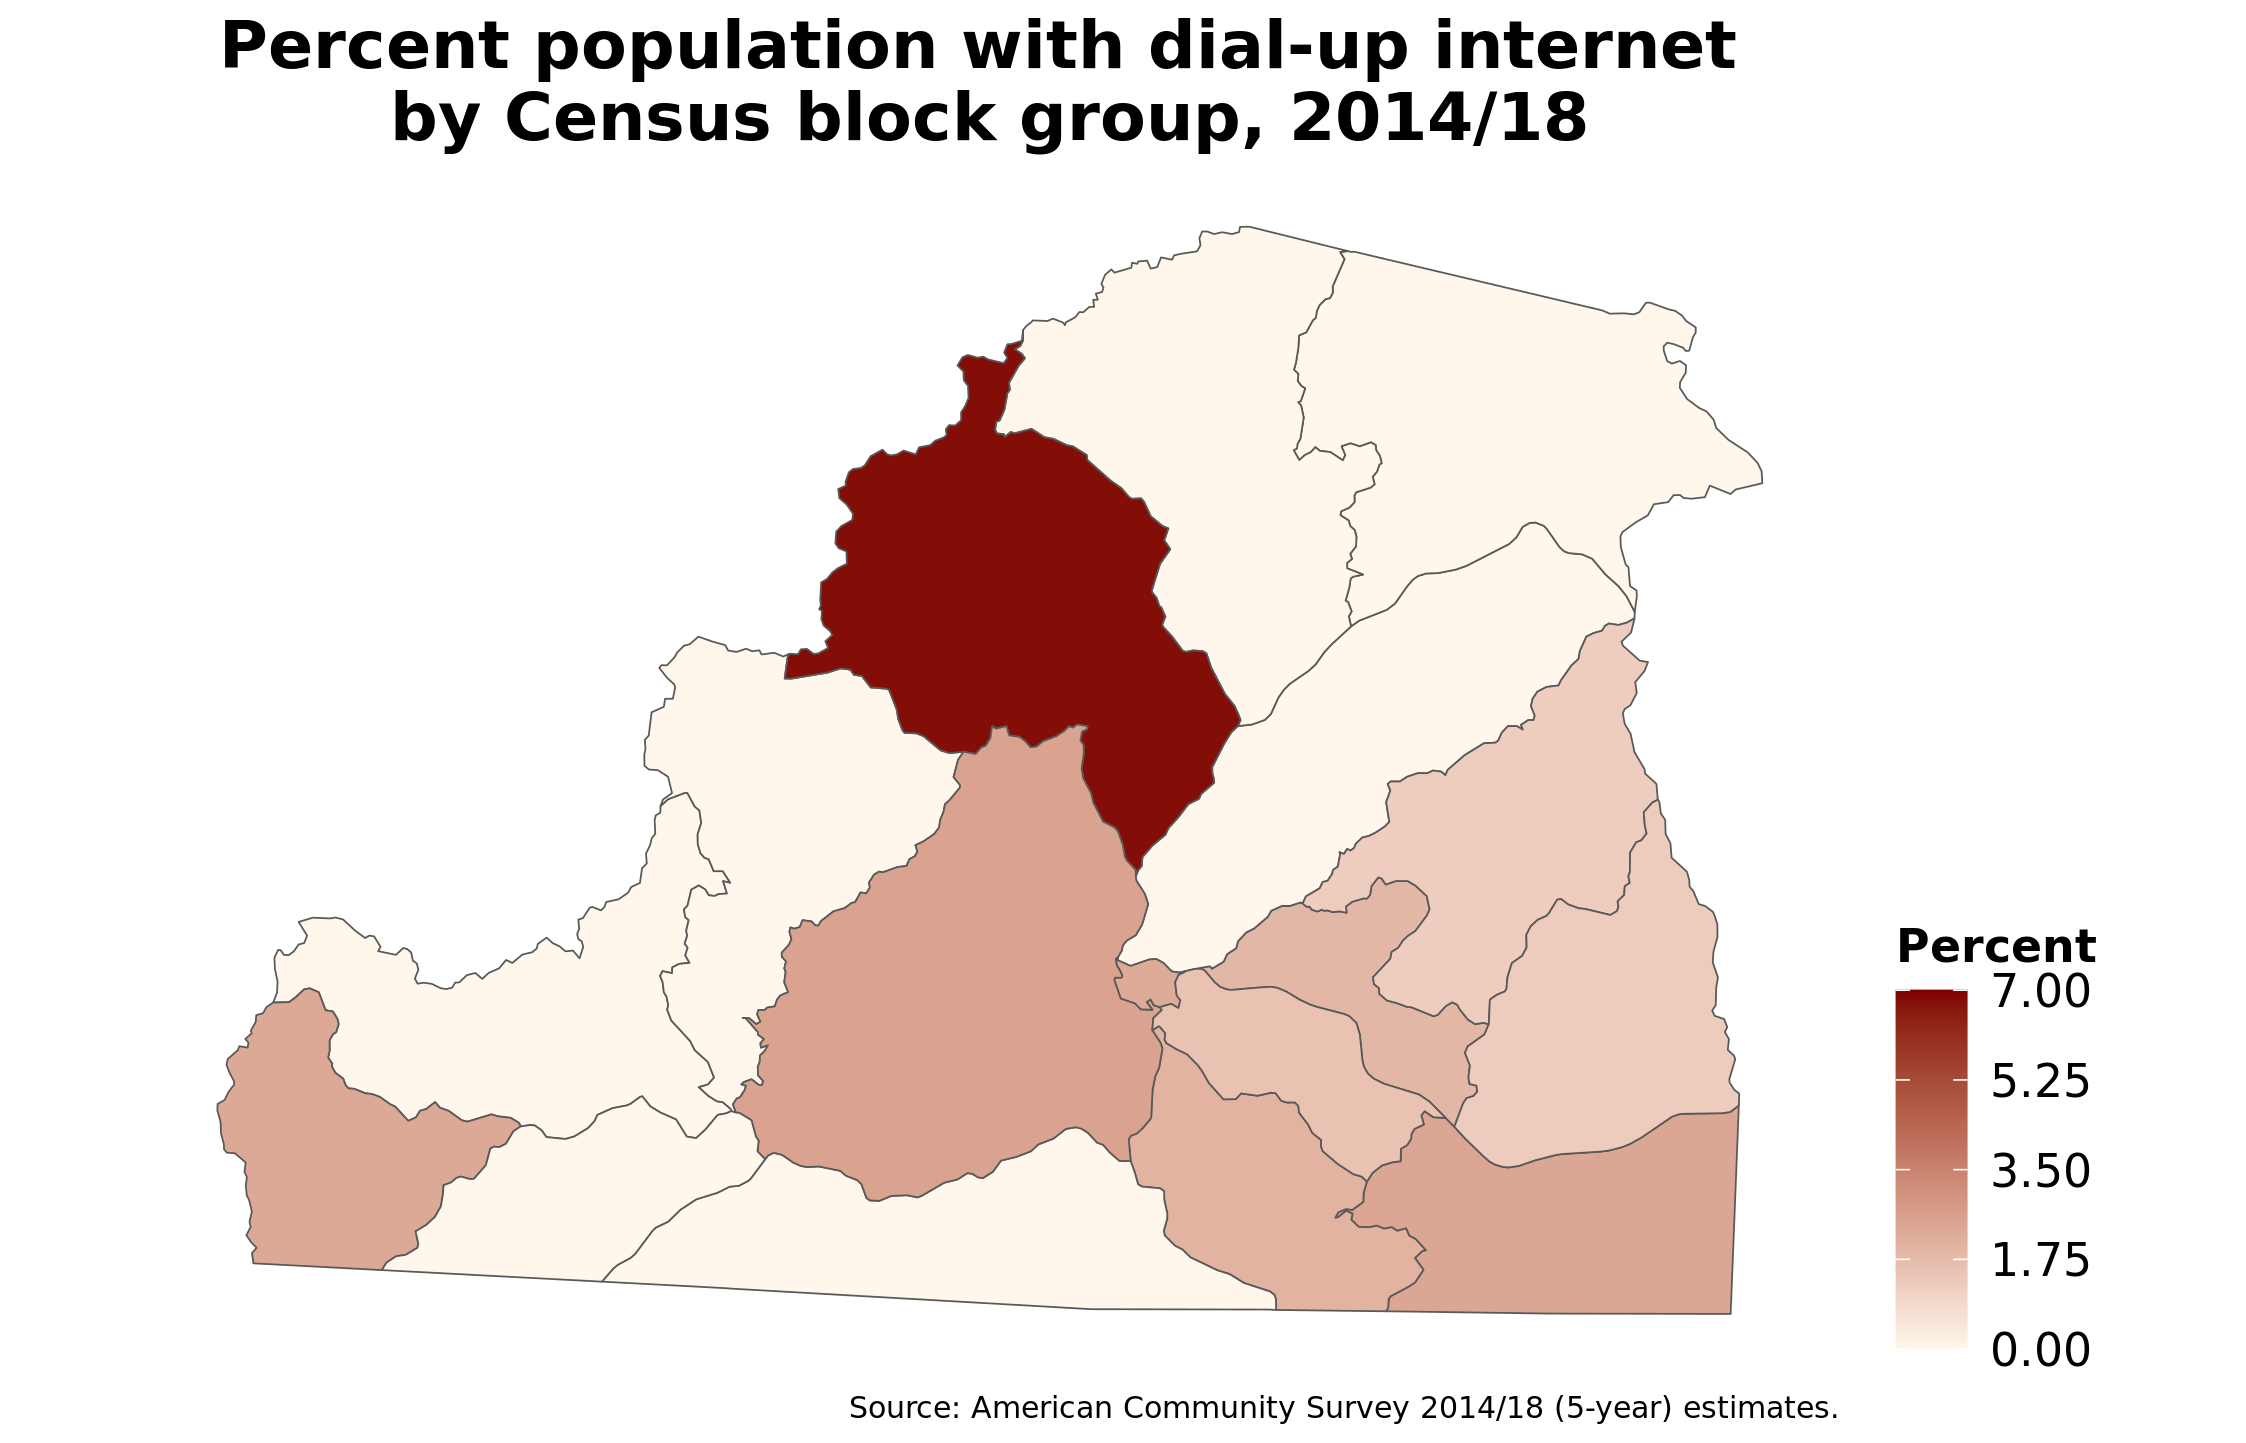 Percent population with dial-up internet
by Census block group, 2014/18
Percent
7.00
5.25
3.50
1.75
0.00
Source: American Community Survey 2014/18 (5-year) estimates.